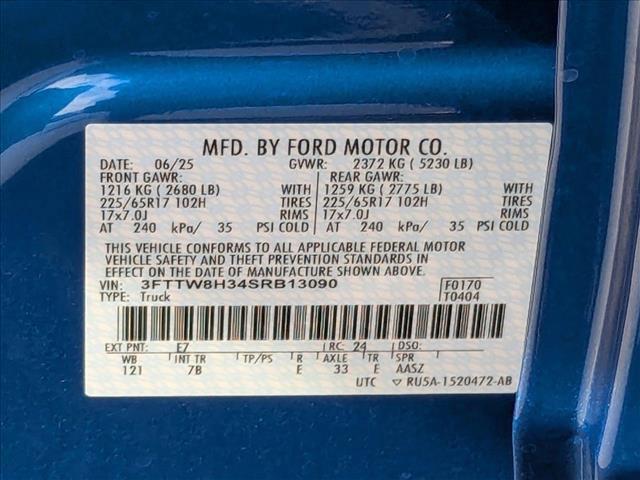 MFD. BY FORD MOTOR CO.
DATE: 06/25 GVWR: 2372 KG ( 5230 LB)
FRONT GAWR: REAR GAWR:
1216 KG ( 2680 LB) WITH 1259 KG ( 2775 LB) WITH
225/65R17 102H TIRES 225/65R17 102H TIRES
17x7.0J RIMS 17x7.0J RIMS
AT 240 kPa/ 35 PSI COLD AT 240 kPa/ 35 PSI COLD
THIS VEHICLE CONFORMS TO ALL APPLICABLE FEDERAL MOTOR
VEHICLE SAFETY AND THEFT PREVENTION STANDARDS IN
EFFECT ON THE DATE OF MANUFACTURE SHOWN ABOVE.
VIN: 3FTTW8H34SRB13090 F0170
TYPE: Truck T0404
EXT PNT: E7 RC: 24 DSO:
WB INT TR TP/PS R AXLE TR SPR
121 7B E 33 E AASZ
UTC ▽ RU5A-1520472-AB